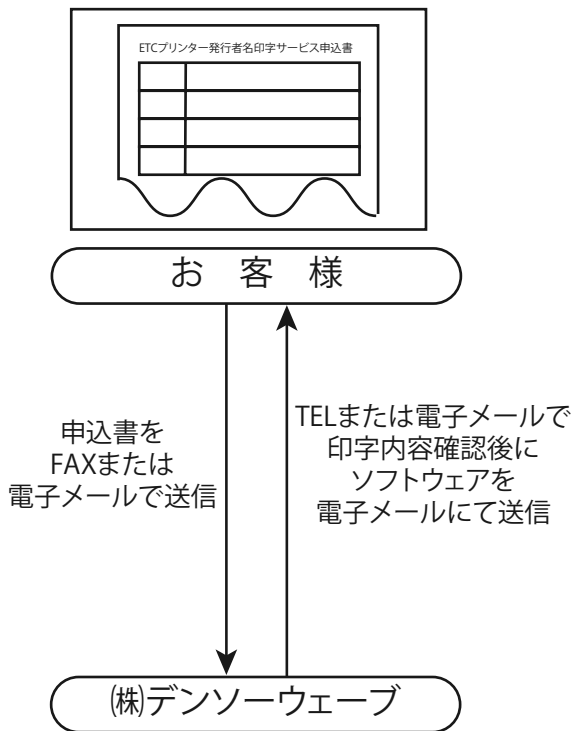 ETCプリンター発行者名印字サービス申込書
お　客　様
申込書を
FAXまたは
電子メールで送信
TELまたは電子メールで
印字内容確認後に
ソフトウェアを
電子メールにて送信
㈱デンソーウェーブ